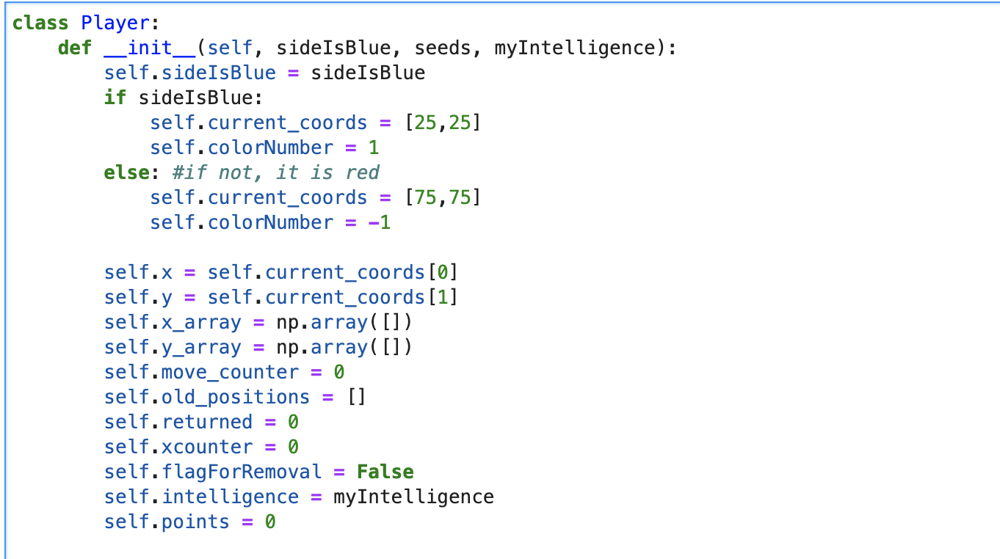 class Player:
    def __init__(self, sideIsBlue, seeds, myIntelligence):
        self.sideIsBlue = sideIsBlue
        if sideIsBlue:
            self.current_coords = [25,25]
            self.colorNumber = 1
        else: #if not, it is red
            self.current_coords = [75,75]
            self.colorNumber = -1

        self.x = self.current_coords[0]
        self.y = self.current_coords[1]
        self.x_array = np.array([])
        self.y_array = np.array([])
        self.move_counter = 0
        self.old_positions = []
        self.returned = 0
        self.xcounter = 0
        self.flagForRemoval = False
        self.intelligence = myIntelligence
        self.points = 0